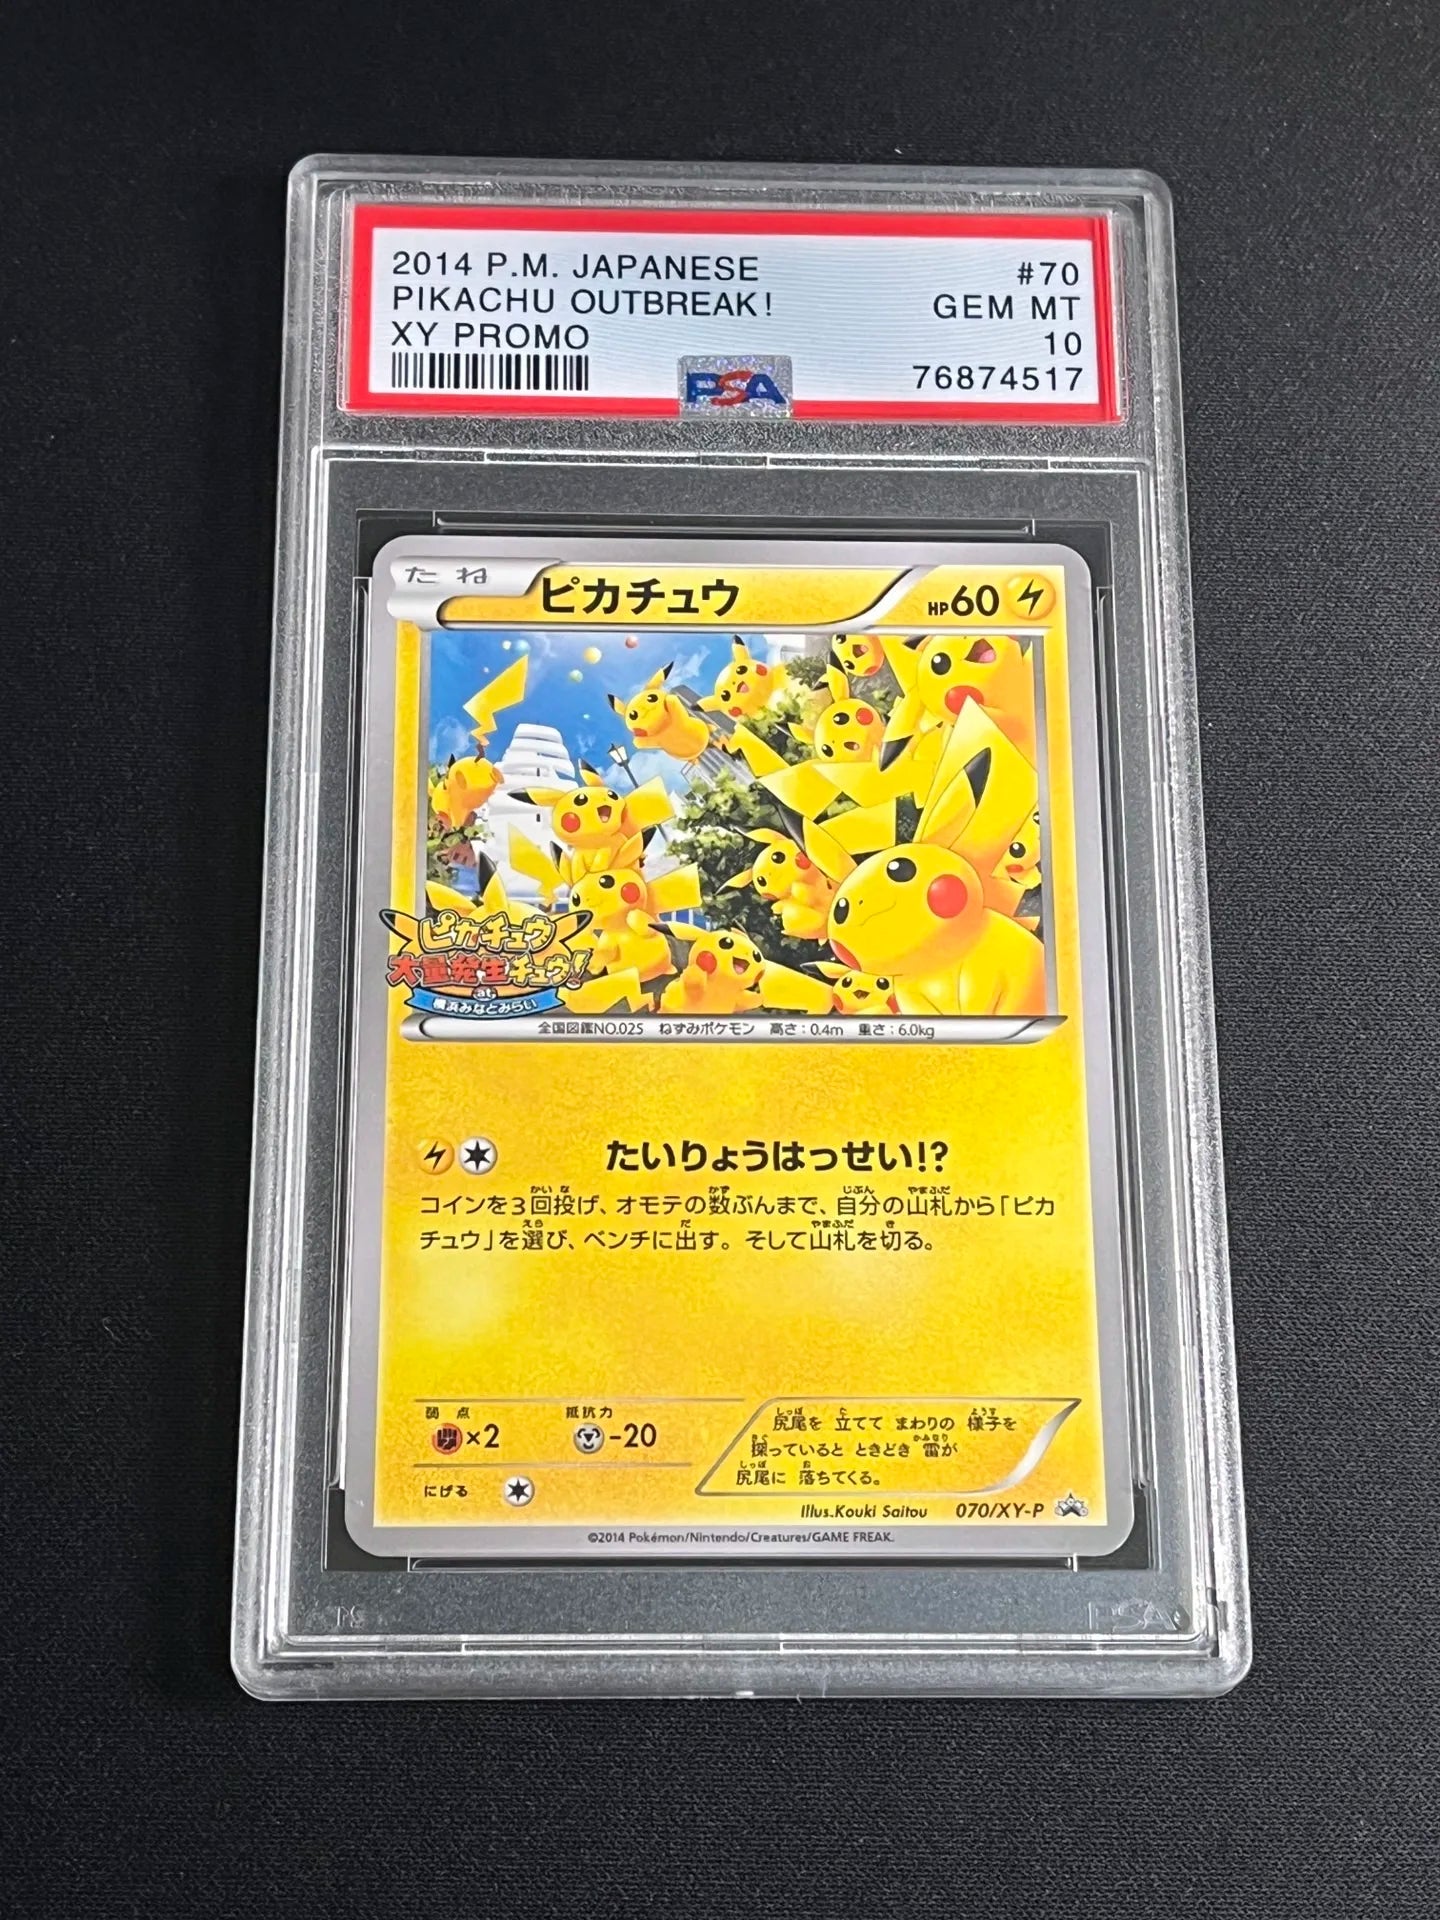 2014 P.M. JAPANESE #70
PIKACHU OUTBREAK! GEM MT
XY PROMO 10
PSA 76874517
たね ピカチュウ HP60
ピカチュウ
大量発生チュウ!
at
横浜みなとみらい
全国図鑑NO.025 ねずみポケモン 高さ:0.4m 重さ:6.0kg
たいりょうはっせい!?
コインを3回投げ、オモテの数ぶんまで、自分の山札から「ピカ
チュウ」を選び、ベンチに出す。そして山札を切る。
弱点 抵抗力
×2 -20
にげる
尻尾を 立てて まわりの 様子を
探っていると ときどき 雷が
尻尾に 落ちてくる。
Illus.Kouki Saitou 070/XY-P
©2014 Pokémon/Nintendo/Creatures/GAME FREAK.
PSA